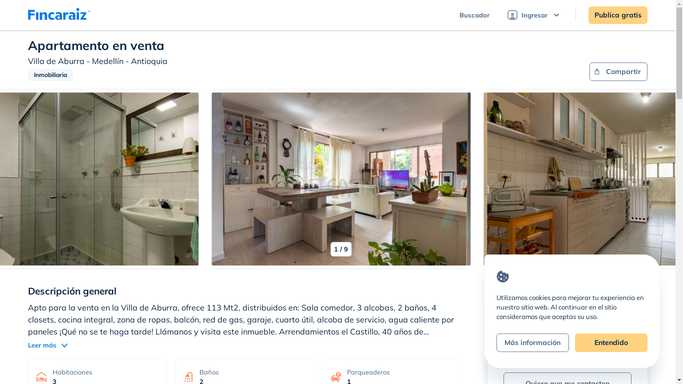 Fincaraiz
Buscador
Ingresar
Publica gratis
Apartamento en venta
Villa de Aburra - Medellín - Antioquia
Inmobiliaria
Compartir
1 / 9
Descripción general
Apto para la venta en la Villa de Aburra, ofrece 113 Mt2, distribuidos en: Sala comedor, 3 alcobas, 2 baños, 4
closets, cocina integral, zona de ropas, balcón, red de gas, garaje, cuarto útil, alcoba de servicio, agua caliente por
paneles ¡Qué no se te haga tarde! Llámanos y visita este inmueble. Arrendamientos el Castillo, 40 años de...
Leer más
Habitaciones
3
Baños
2
Parqueaderos
1
Utilizamos cookies para mejorar tu experiencia en
nuestro sitio web. Al continuar en el sitio
consideramos que aceptas su uso.
Más información
Entendido
Quiero que me contacten